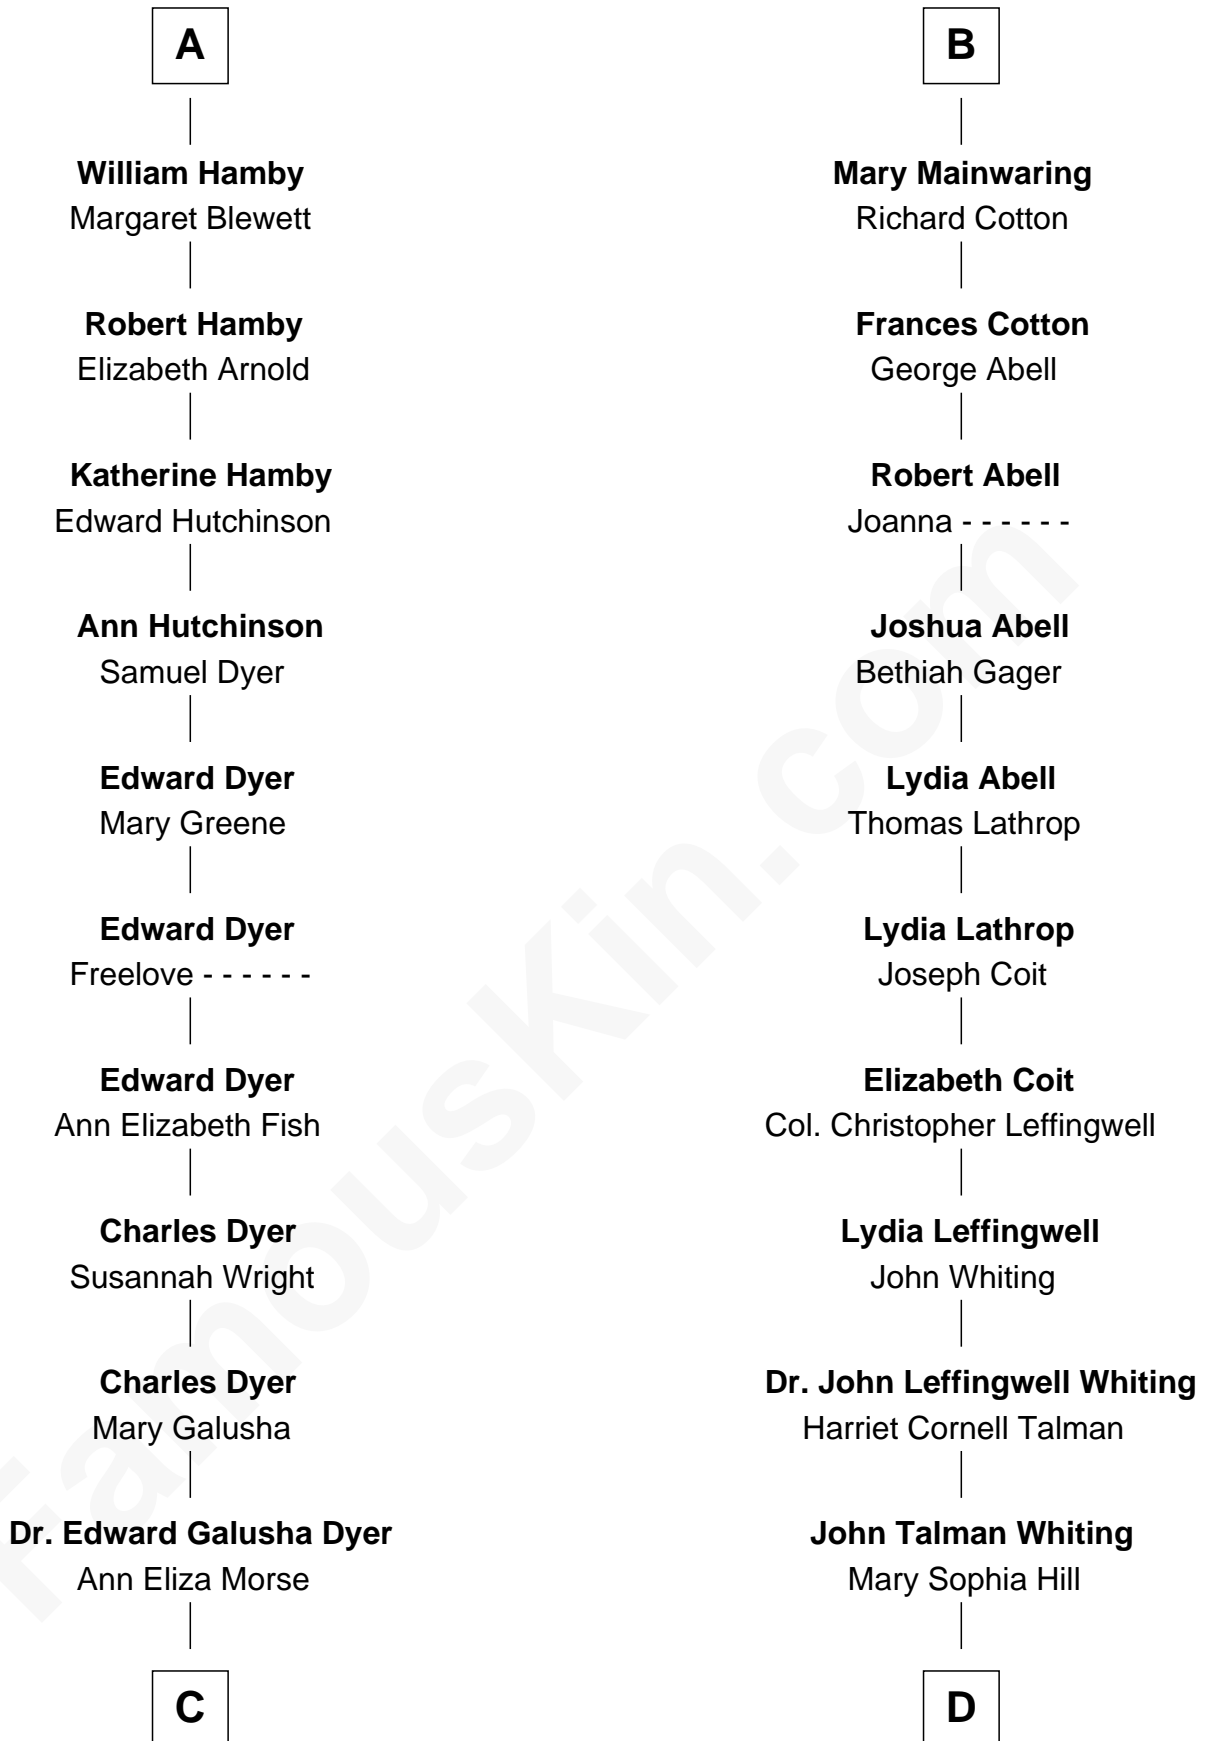 A
William Hamby
Margaret Blewett
Robert Hamby
Elizabeth Arnold
Katherine Hamby
Edward Hutchinson
Ann Hutchinson
Samuel Dyer
Edward Dyer
Mary Greene
Edward Dyer
Freelove - - - - - -
Edward Dyer
Ann Elizabeth Fish
Charles Dyer
Susannah Wright
Charles Dyer
Mary Galusha
Dr. Edward Galusha Dyer
Ann Eliza Morse
C
B
Mary Mainwaring
Richard Cotton
Frances Cotton
George Abell
Robert Abell
Joanna - - - - - -
Joshua Abell
Bethiah Gager
Lydia Abell
Thomas Lathrop
Lydia Lathrop
Joseph Coit
Elizabeth Coit
Col. Christopher Leffingwell
Lydia Leffingwell
John Whiting
Dr. John Leffingwell Whiting
Harriet Cornell Talman
John Talman Whiting
Mary Sophia Hill
D
FamousKin.com